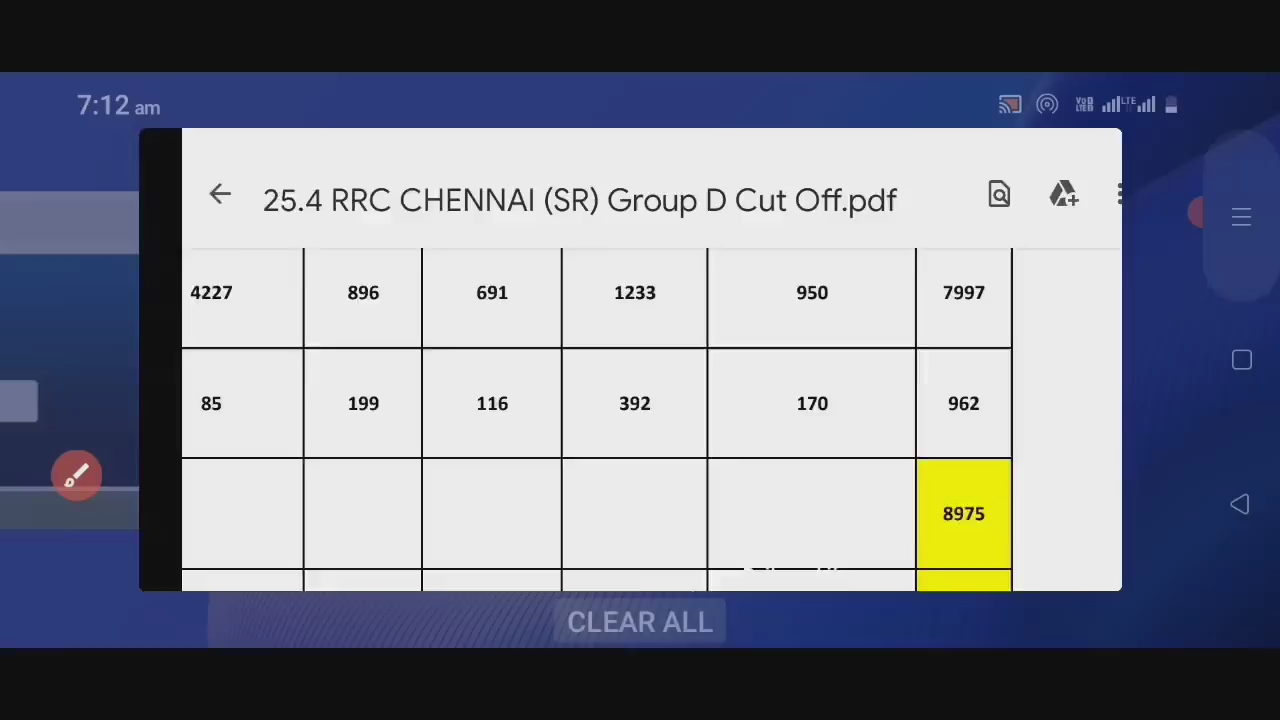 7:12 am
25.4 RRC CHENNAI (SR) Group D Cut Off.pdf
4227 896 691 1233 950 7997
85 199 116 392 170 962
8975
CLEAR ALL